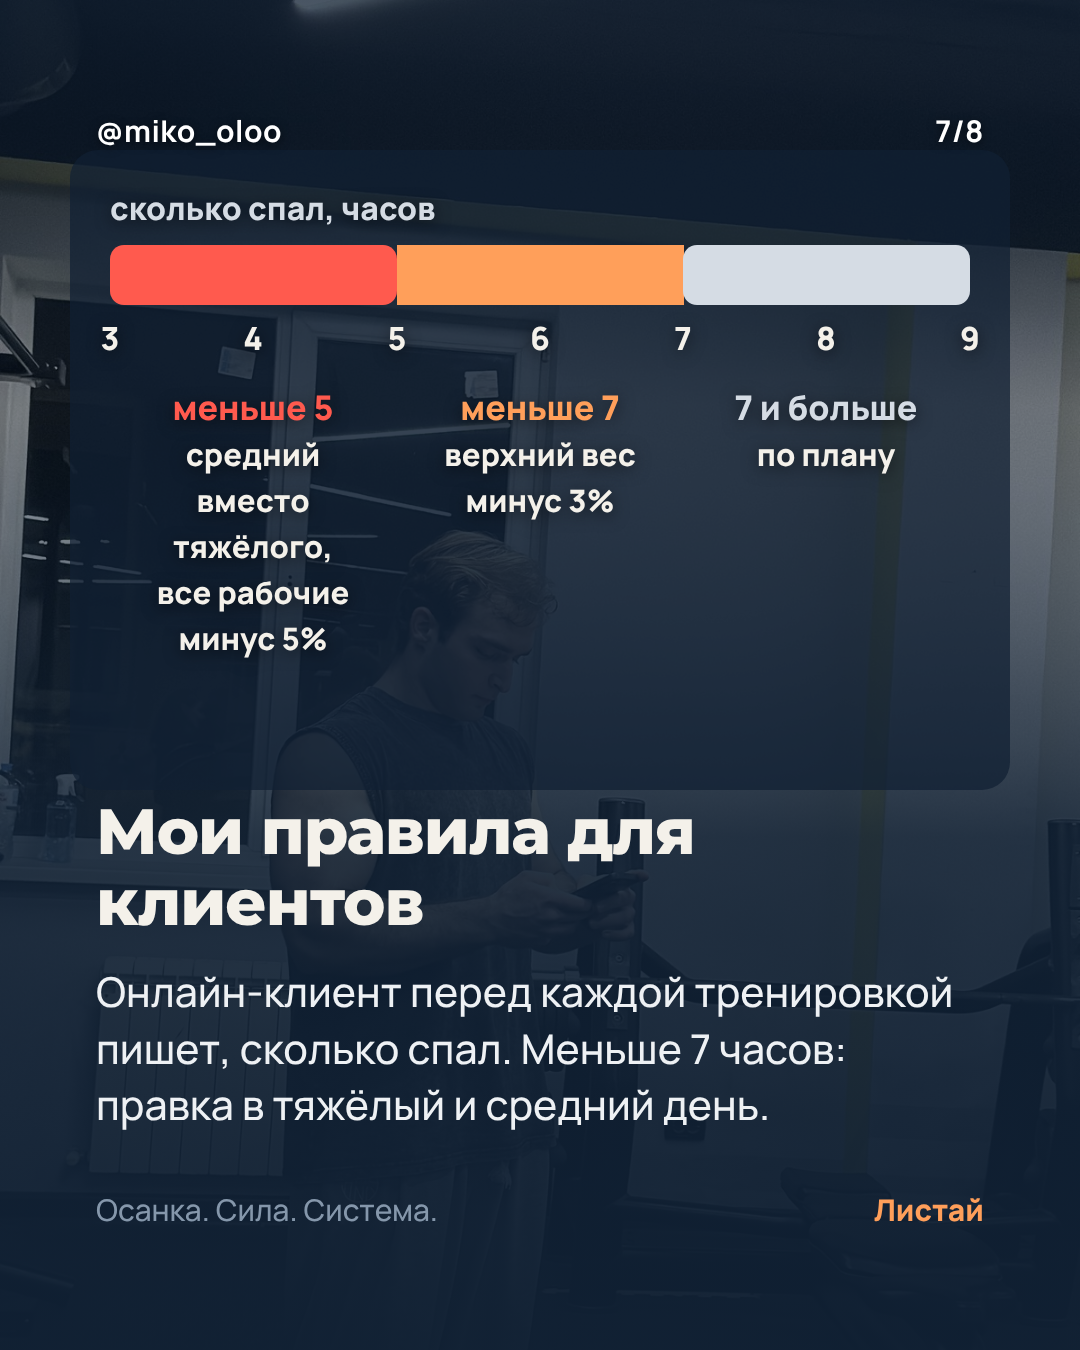 @miko_oloo
7/8
сколько спал, часов
3 4 5 6 7 8 9
меньше 5
средний
вместо
тяжёлого,
все рабочие
минус 5%
меньше 7
верхний вес
минус 3%
7 и больше
по плану
Мои правила для
клиентов
Онлайн-клиент перед каждой тренировкой
пишет, сколько спал. Меньше 7 часов:
правка в тяжёлый и средний день.
Осанка. Сила. Система.
Листай